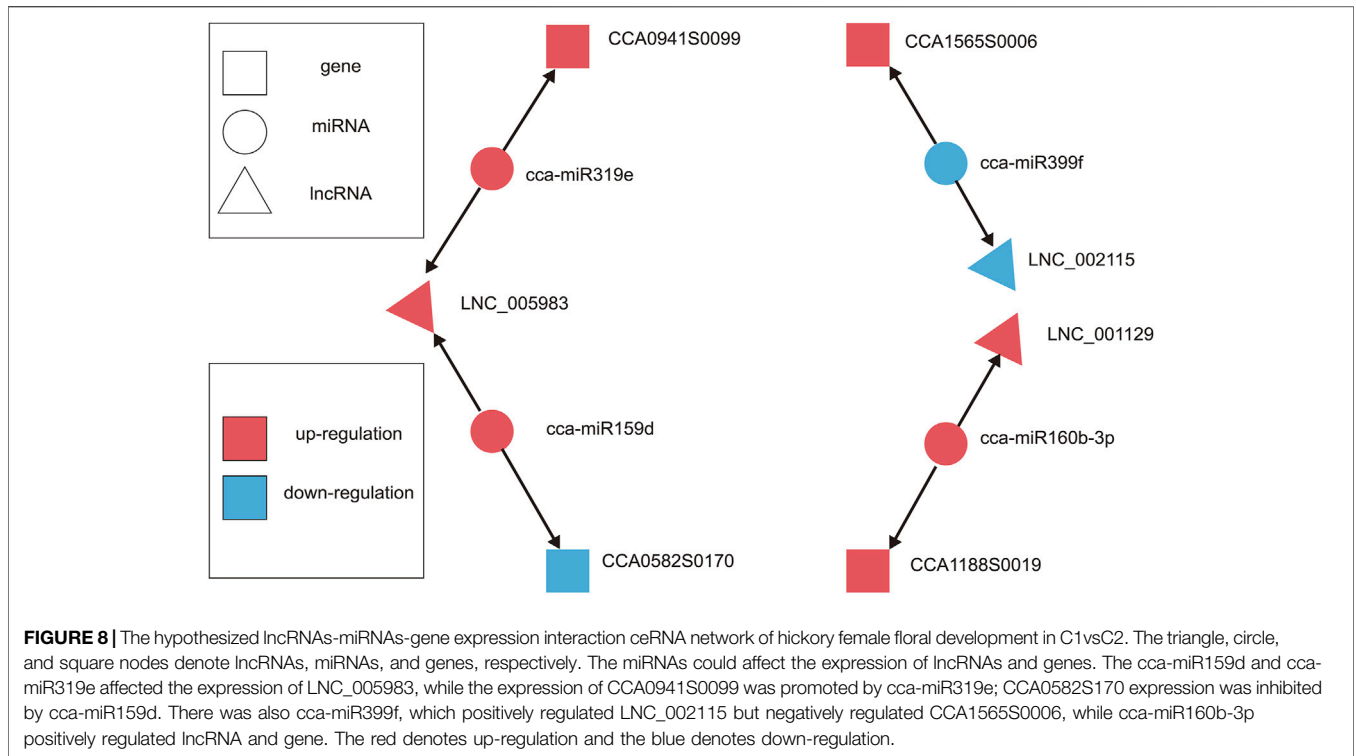 gene
miRNA
lncRNA
CCA0941S0099
cca-miR319e
LNC_005983
cca-miR159d
CCA0582S0170
up-regulation
down-regulation
CCA1565S0006
cca-miR399f
LNC_002115
LNC_001129
cca-miR160b-3p
CCA1188S0019
FIGURE 8 | The hypothesized lncRNAs-miRNAs-gene expression interaction ceRNA network of hickory female floral development in C1vsC2. The triangle, circle,
and square nodes denote lncRNAs, miRNAs, and genes, respectively. The miRNAs could affect the expression of lncRNAs and genes. The cca-miR159d and cca-
miR319e affected the expression of LNC_005983, while the expression of CCA0941S0099 was promoted by cca-miR319e; CCA0582S170 expression was inhibited
by cca-miR159d. There was also cca-miR399f, which positively regulated LNC_002115 but negatively regulated CCA1565S0006, while cca-miR160b-3p
positively regulated lncRNA and gene. The red denotes up-regulation and the blue denotes down-regulation.